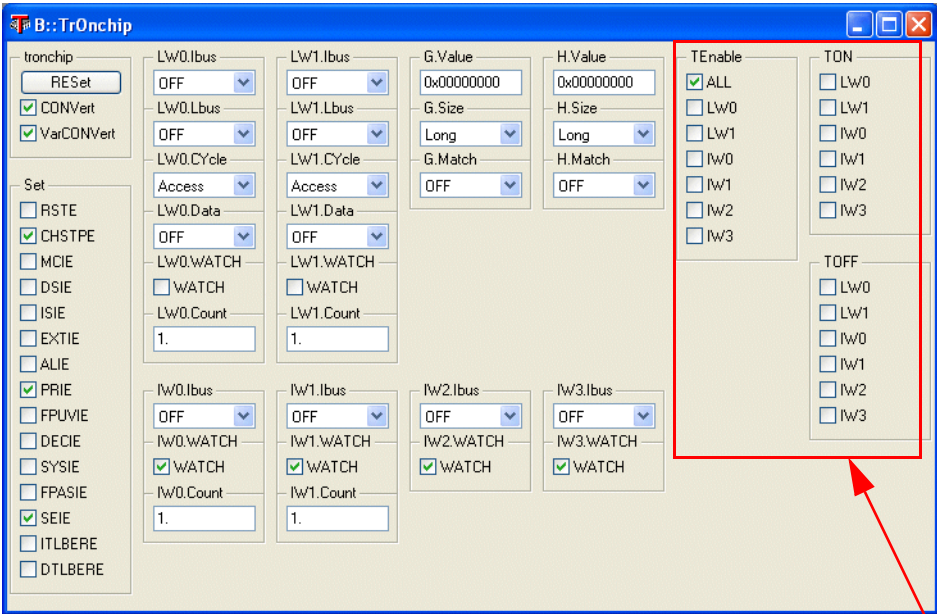 B::TrOnchip
tronchip
RESet
CONVert
VarCONVert
Set
RSTE
CHSTPE
MCIE
DSIE
ISIE
EXTIE
ALIE
PRIE
FPUVIE
DECIE
SYSIE
FPASIE
SEIE
ITLBERE
DTLBERE
LW0.Ibus
OFF
LW0.Lbus
OFF
LW0.CYcle
Access
LW0.Data
OFF
LW0.WATCH
WATCH
LW0.Count
1.
LW1.Ibus
OFF
LW1.Lbus
OFF
LW1.CYcle
Access
LW1.Data
OFF
LW1.WATCH
WATCH
LW1.Count
1.
G.Value
0x00000000
G.Size
Long
G.Match
OFF
H.Value
0x00000000
H.Size
Long
H.Match
OFF
IW0.Ibus
OFF
IW0.WATCH
WATCH
IW0.Count
1.
IW1.Ibus
OFF
IW1.WATCH
WATCH
IW1.Count
1.
IW2.Ibus
OFF
IW2.WATCH
WATCH
IW3.Ibus
OFF
IW3.WATCH
WATCH
TEnable
ALL
LW0
LW1
IW0
IW1
IW2
IW3
TON
LW0
LW1
IW0
IW1
IW2
IW3
TOFF
LW0
LW1
IW0
IW1
IW2
IW3